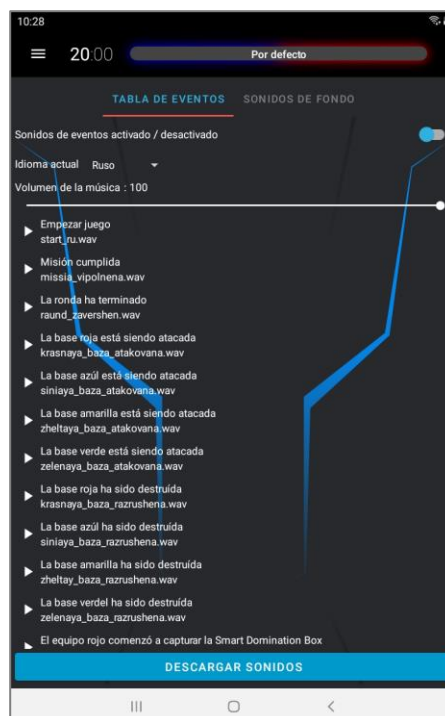 10:28
20:00 Por defecto
TABLA DE EVENTOS SONIDOS DE FONDO
Sonidos de eventos activado / desactivado
Idioma actual Ruso
Volumen de la música : 100
Empezar juego
start_ru.wav
Misión cumplida
missia_vipolnena.wav
La ronda ha terminado
raund_zavershen.wav
La base roja está siendo atacada
krasnaya_baza_atakovana.wav
La base azúl està siendo atacada
siniaya_baza_atakovana.wav
La base amarilla está siendo atacada
zheltaya_baza_atakovana.wav
La base verde está siendo atacada
zelenaya_baza_atakovana.wav
La base roja ha sido destruída
krasnaya_baza_razrushena.wav
La base azúl ha sido destruída
siniaya_baza_razrushena.wav
La base amarilla ha sido destruída
zheltay_baza_razrushena.wav
La base verdel ha sido destruída
zelenaya_baza_razrushena.wav
El equipo rojo comenzó a capturar la Smart Domination Box
DESCARGAR SONIDOS